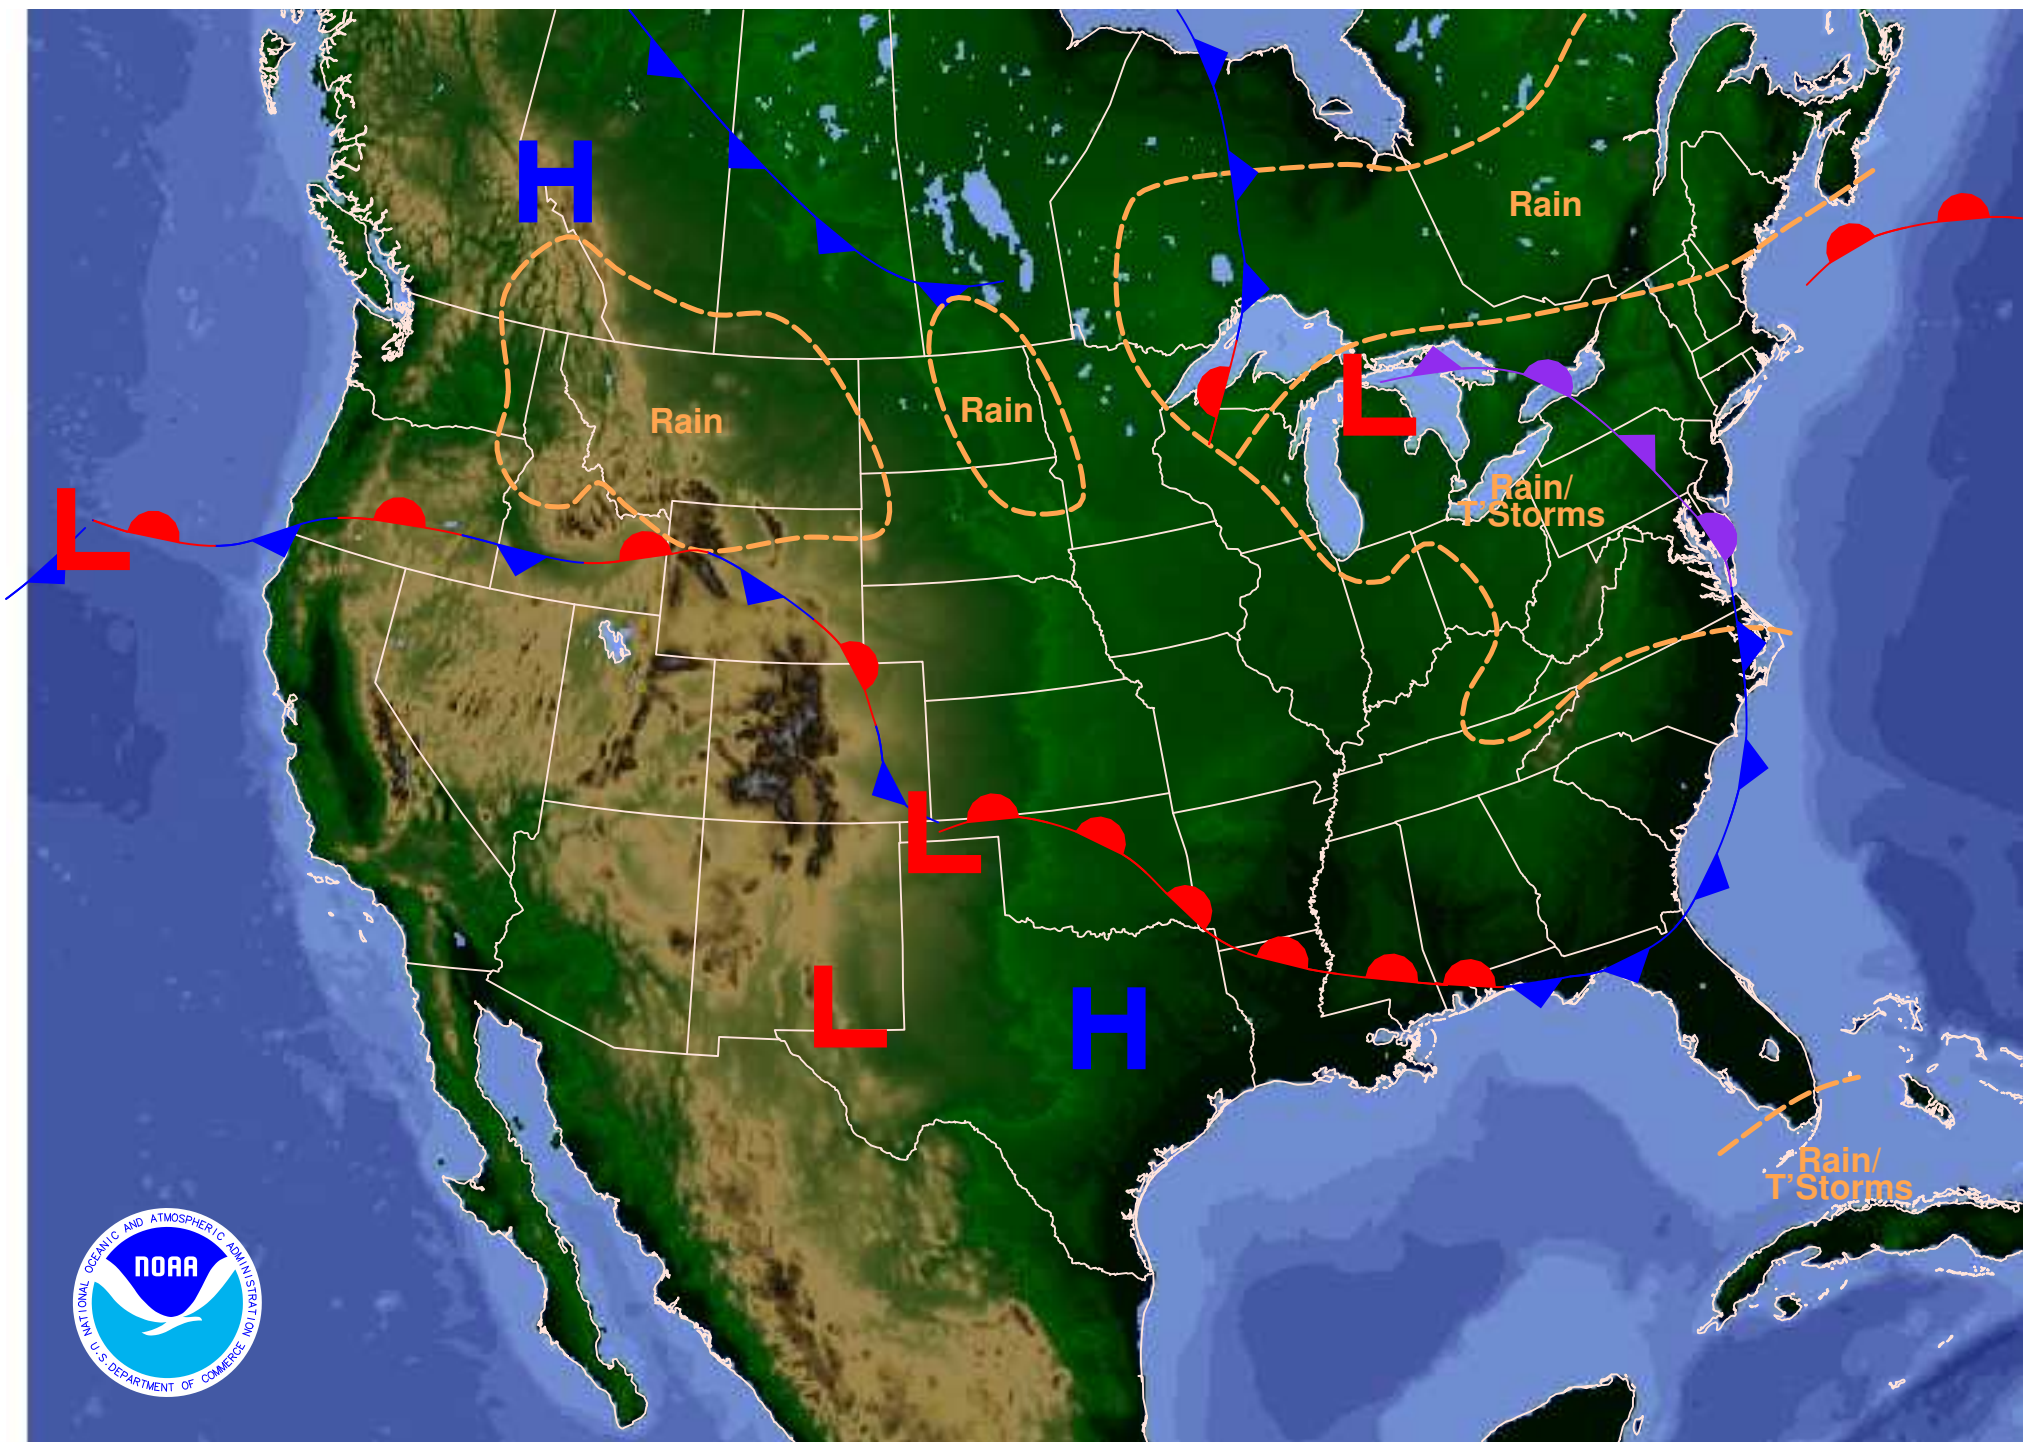 H
Rain
Rain
Rain
L
L
Rain/
T'Storms
L
L
L
H
Rain/
T'Storms
NATIONAL OCEANIC AND ATMOSPHERIC ADMINISTRATION
NOAA
U.S. DEPARTMENT OF COMMERCE